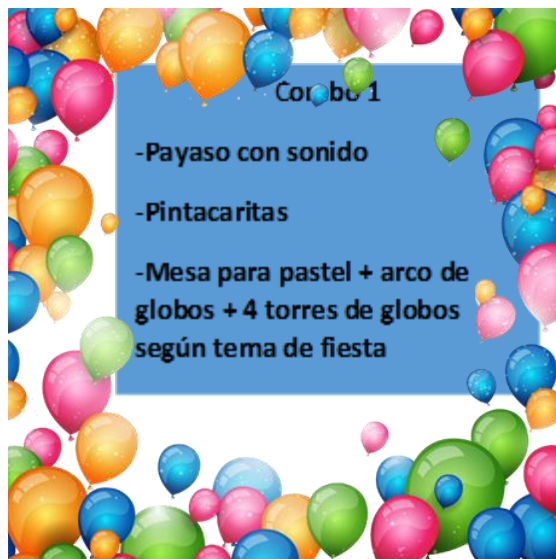 Combo 1
-Payaso con sonido
-Pintacaritas
-Mesa para pastel + arco de
globos + 4 torres de globos
según tema de fiesta